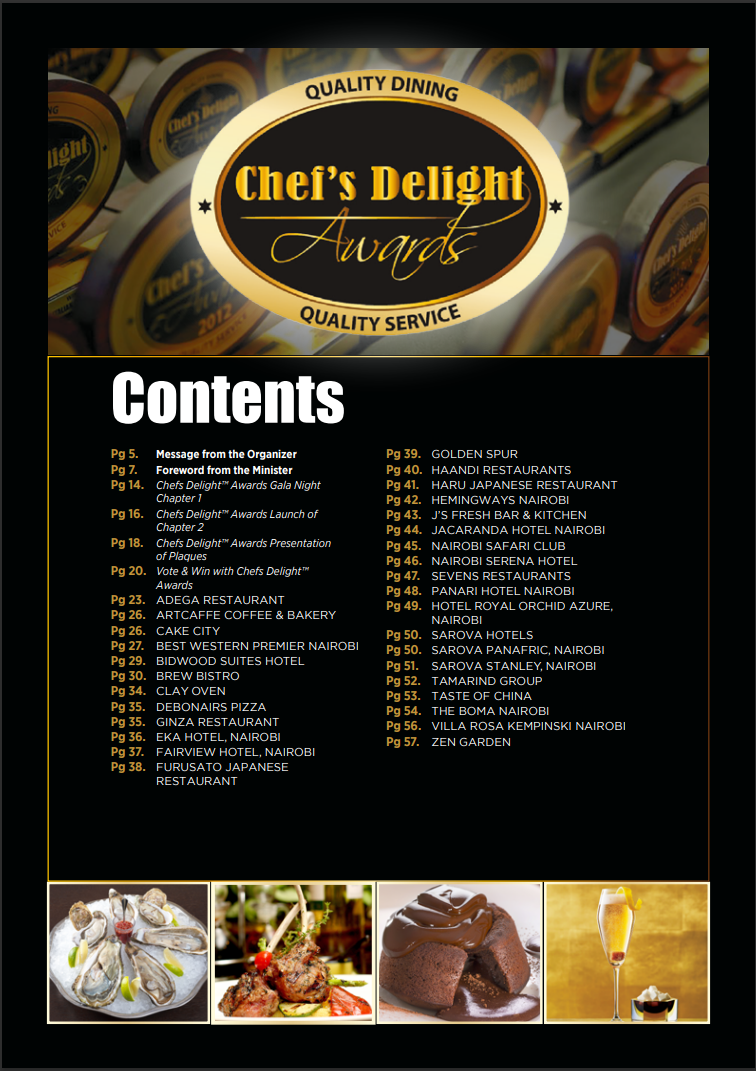 QUALITY DINING
Chef's Delight
Awards
QUALITY SERVICE
Contents
Pg 5. Message from the Organizer
Pg 7. Foreword from the Minister
Pg 14. Chefs Delight™ Awards Gala Night
Chapter 1
Pg 16. Chefs Delight™ Awards Launch of
Chapter 2
Pg 18. Chefs Delight™ Awards Presentation
of Plaques
Pg 20. Vote & Win with Chefs Delight™
Awards
Pg 23. ADEGA RESTAURANT
Pg 26. ARTCAFFE COFFEE & BAKERY
Pg 26. CAKE CITY
Pg 27. BEST WESTERN PREMIER NAIROBI
Pg 29. BIDWOOD SUITES HOTEL
Pg 30. BREW BISTRO
Pg 34. CLAY OVEN
Pg 35. DEBONAIRS PIZZA
Pg 35. GINZA RESTAURANT
Pg 36. EKA HOTEL, NAIROBI
Pg 37. FAIRVIEW HOTEL, NAIROBI
Pg 38. FURUSATO JAPANESE
RESTAURANT
Pg 39. GOLDEN SPUR
Pg 40. HAANDI RESTAURANTS
Pg 41. HARU JAPANESE RESTAURANT
Pg 42. HEMINGWAYS NAIROBI
Pg 43. J'S FRESH BAR & KITCHEN
Pg 44. JACARANDA HOTEL NAIROBI
Pg 45. NAIROBI SAFARI CLUB
Pg 46. NAIROBI SERENA HOTEL
Pg 47. SEVENS RESTAURANTS
Pg 48. PANARI HOTEL NAIROBI
Pg 49. HOTEL ROYAL ORCHID AZURE,
NAIROBI
Pg 50. SAROVA HOTELS
Pg 50. SAROVA PANAFRIC, NAIROBI
Pg 51. SAROVA STANLEY, NAIROBI
Pg 52. TAMARIND GROUP
Pg 53. TASTE OF CHINA
Pg 54. THE BOMA NAIROBI
Pg 56. VILLA ROSA KEMPINSKI NAIROBI
Pg 57. ZEN GARDEN
Chef's Delight
Awards
2012
QUALITY SERVICE
Chef's Delight